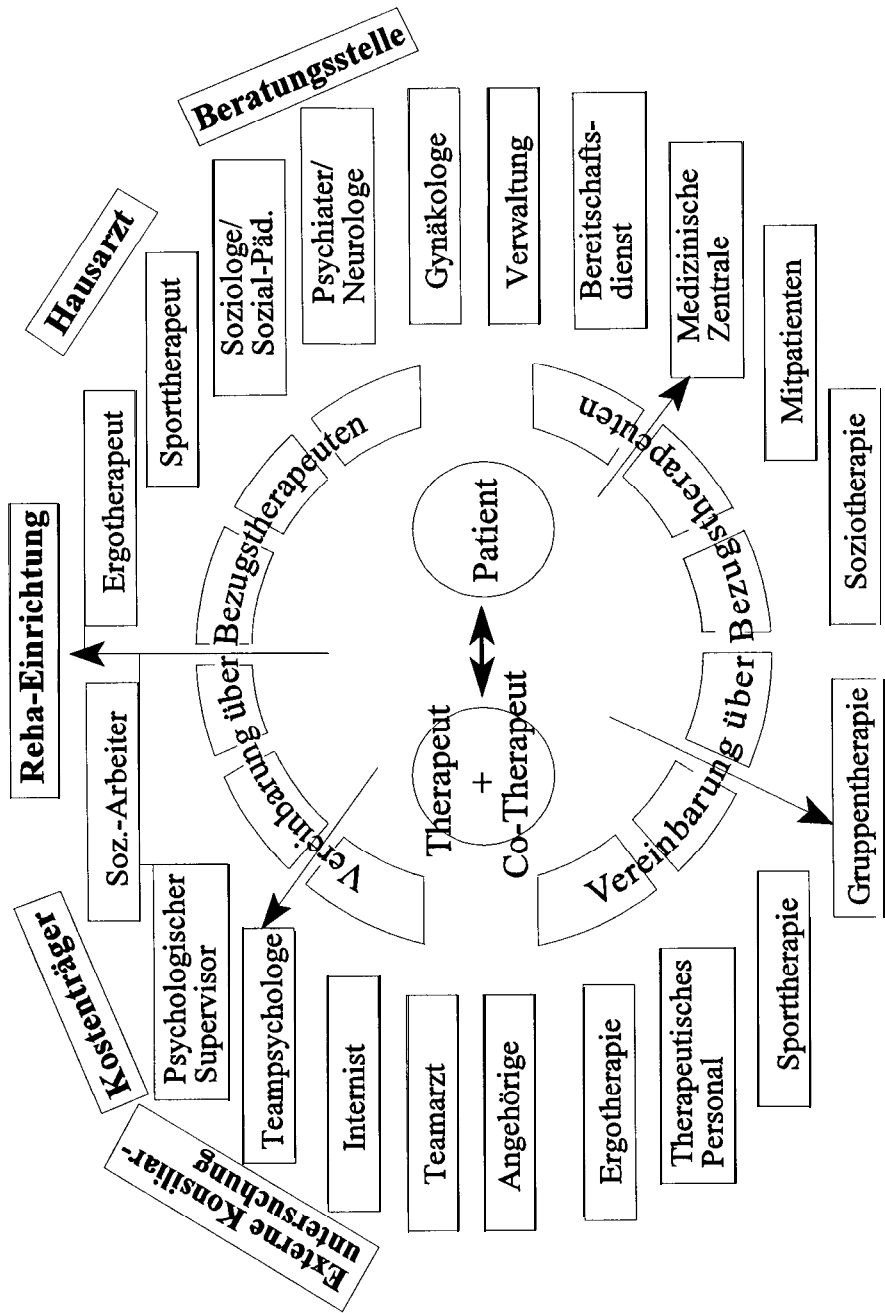 Reha-Einrichtung
Kostenträger
Hausarzt
Externe Konsiliar-
untersuchung
Beratungsstelle
Soz.-Arbeiter
Ergotherapeut
Psychologischer
Supervisor
Sporttherapeut
Teampsychologe
Soziologe/
Sozial-Päd.
Internist
Psychiater/
Neurologe
Teamarzt
Gynäkologe
Angehörige
Verwaltung
Ergotherapie
Bereitschafts-
dienst
Therapeutisches
Personal
Medizinische
Zentrale
Sporttherapie
Mitpatienten
Gruppentherapie
Soziotherapie
Vereinbarung über Bezugstherapeuten
Therapeut
+
Co-Therapeut
Patient
Vereinbarung über Bezugstherapeuten